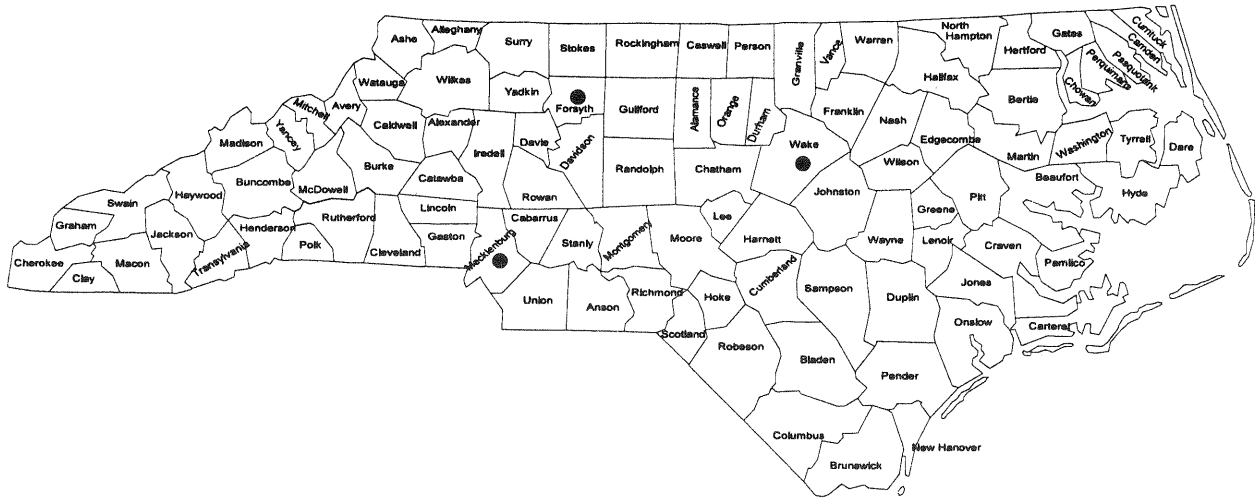 Ashe
Alleghany
Surry
Stokes
Rockingham
Caswell
Person
Granville
Vance
Warren
North
Hampton
Hertford
Gates
Currituck
Camden
Pasquotank
Perquimans
Chowan
Watauga
Wilkes
Yadkin
Forsyth
Guilford
Alamance
Orange
Durham
Franklin
Halifax
Bertie
Mitchell
Avery
Caldwell
Alexander
Iredell
Davie
Davidson
Randolph
Chatham
Wake
Nash
Edgecombe
Wilson
Martin
Washington
Tyrrell
Dare
Madison
Yancey
Burke
Catawba
Rowan
Johnston
Pitt
Beaufort
Hyde
Swain
Haywood
Buncombe
McDowell
Rutherford
Lincoln
Cabarrus
Stanly
Montgomery
Moore
Lee
Harnett
Wayne
Greene
Lenoir
Craven
Pamlico
Graham
Jackson
Henderson
Polk
Cleveland
Gaston
Mecklenburg
Cherokee
Clay
Macon
Transylvania
Union
Anson
Richmond
Hoke
Cumberland
Sampson
Duplin
Jones
Onslow
Carteret
Scotland
Robeson
Bladen
Pender
Columbus
Brunswick
New Hanover